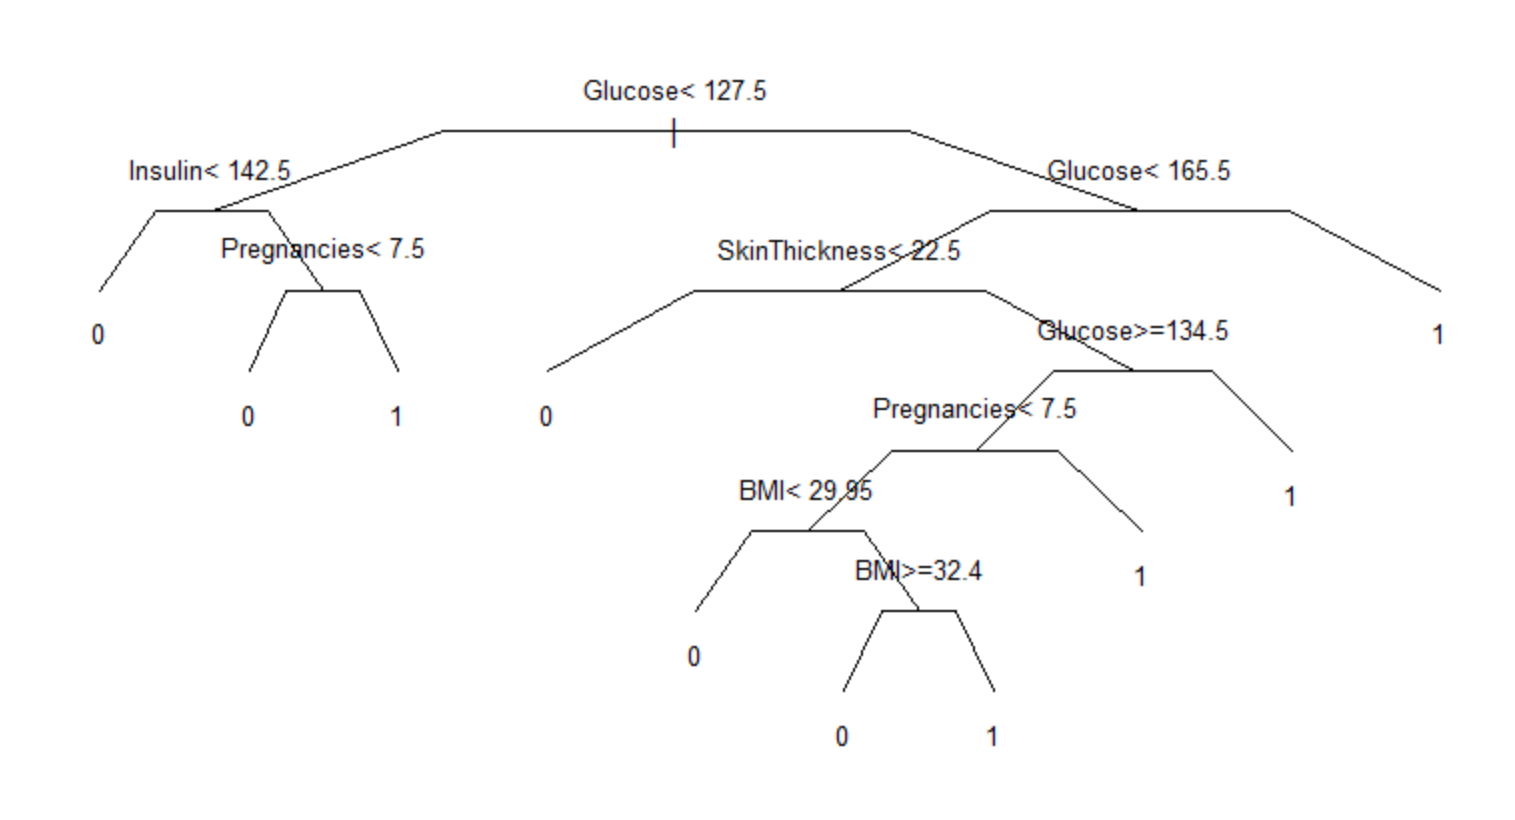 Glucose< 127.5
Insulin< 142.5
Glucose< 165.5
Pregnancies< 7.5
SkinThickness< 22.5
0
Glucose>=134.5
1
0
1
0
Pregnancies< 7.5
BMI< 29.95
1
BMI>=32.4
1
0
0
1